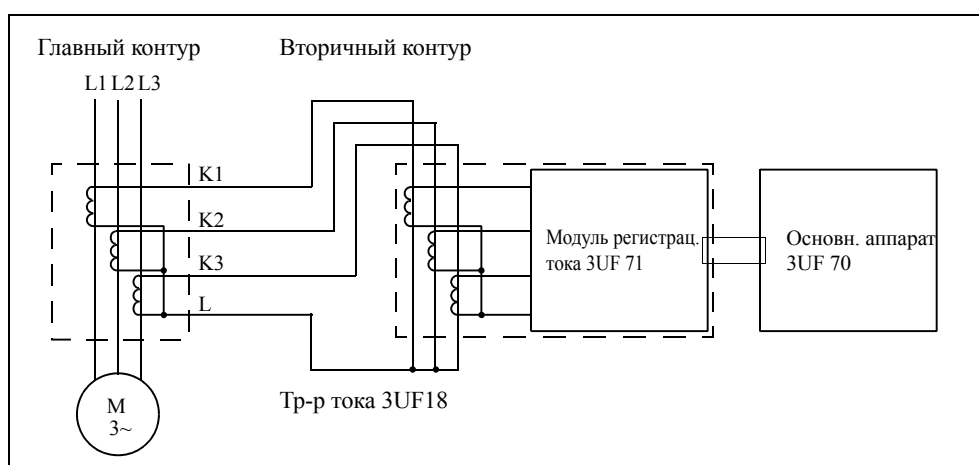 Главный контур
Вторичный контур
L1 L2 L3
K1
K2
K3
L
Модуль регистрац.
тока 3UF 71
Основн. аппарат
3UF 70
Тр-р тока 3UF18
M
3~